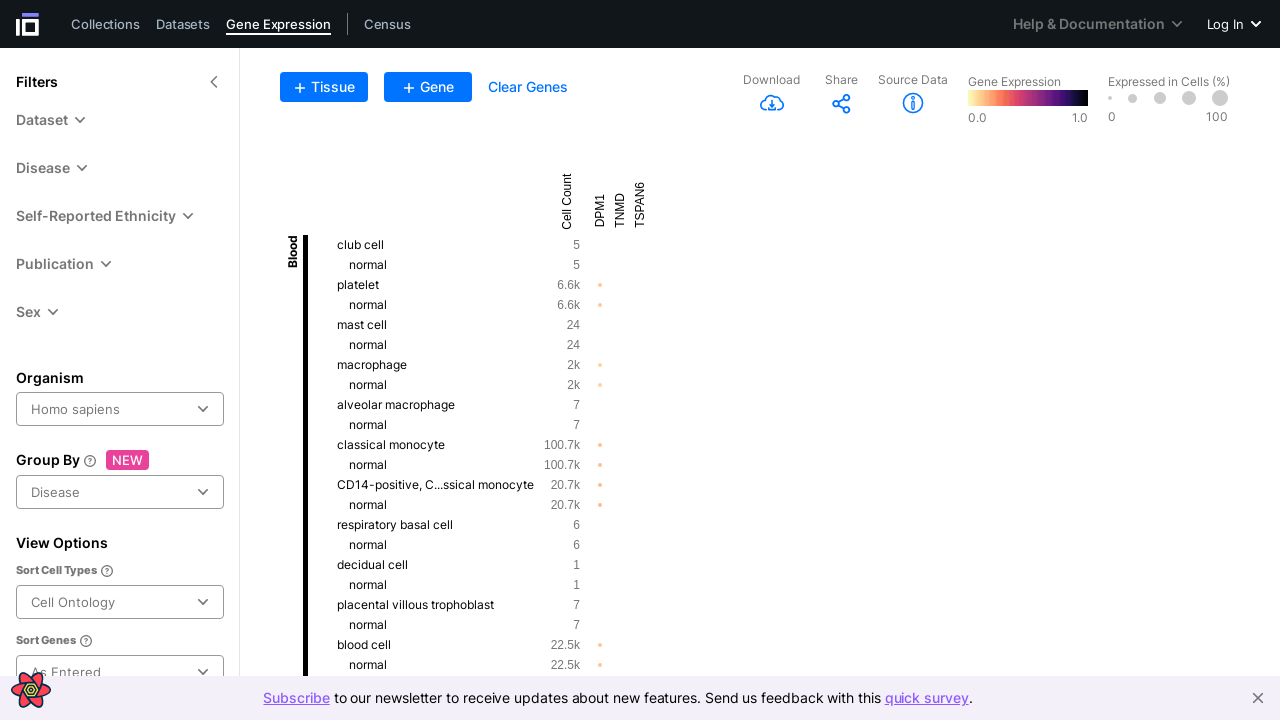 Collections Datasets Gene Expression Census Help & Documentation Log In
Filters
Dataset
Disease
Self-Reported Ethnicity
Publication
Sex
Organism
Homo sapiens
Group By NEW
Disease
View Options
Sort Cell Types
Cell Ontology
Sort Genes
As Entered
+ Tissue + Gene Clear Genes
Download Share Source Data
Gene Expression
0.0 1.0
Expressed in Cells (%)
0 100
Cell Count DPM1 TNMD TSPAN6
Blood
club cell 5
normal 5
platelet 6.6k
normal 6.6k
mast cell 24
normal 24
macrophage 2k
normal 2k
alveolar macrophage 7
normal 7
classical monocyte 100.7k
normal 100.7k
CD14-positive, C...ssical monocyte 20.7k
normal 20.7k
respiratory basal cell 6
normal 6
decidual cell 1
normal 1
placental villous trophoblast 7
normal 7
blood cell 22.5k
normal 22.5k
Subscribe to our newsletter to receive updates about new features. Send us feedback with this quick survey.